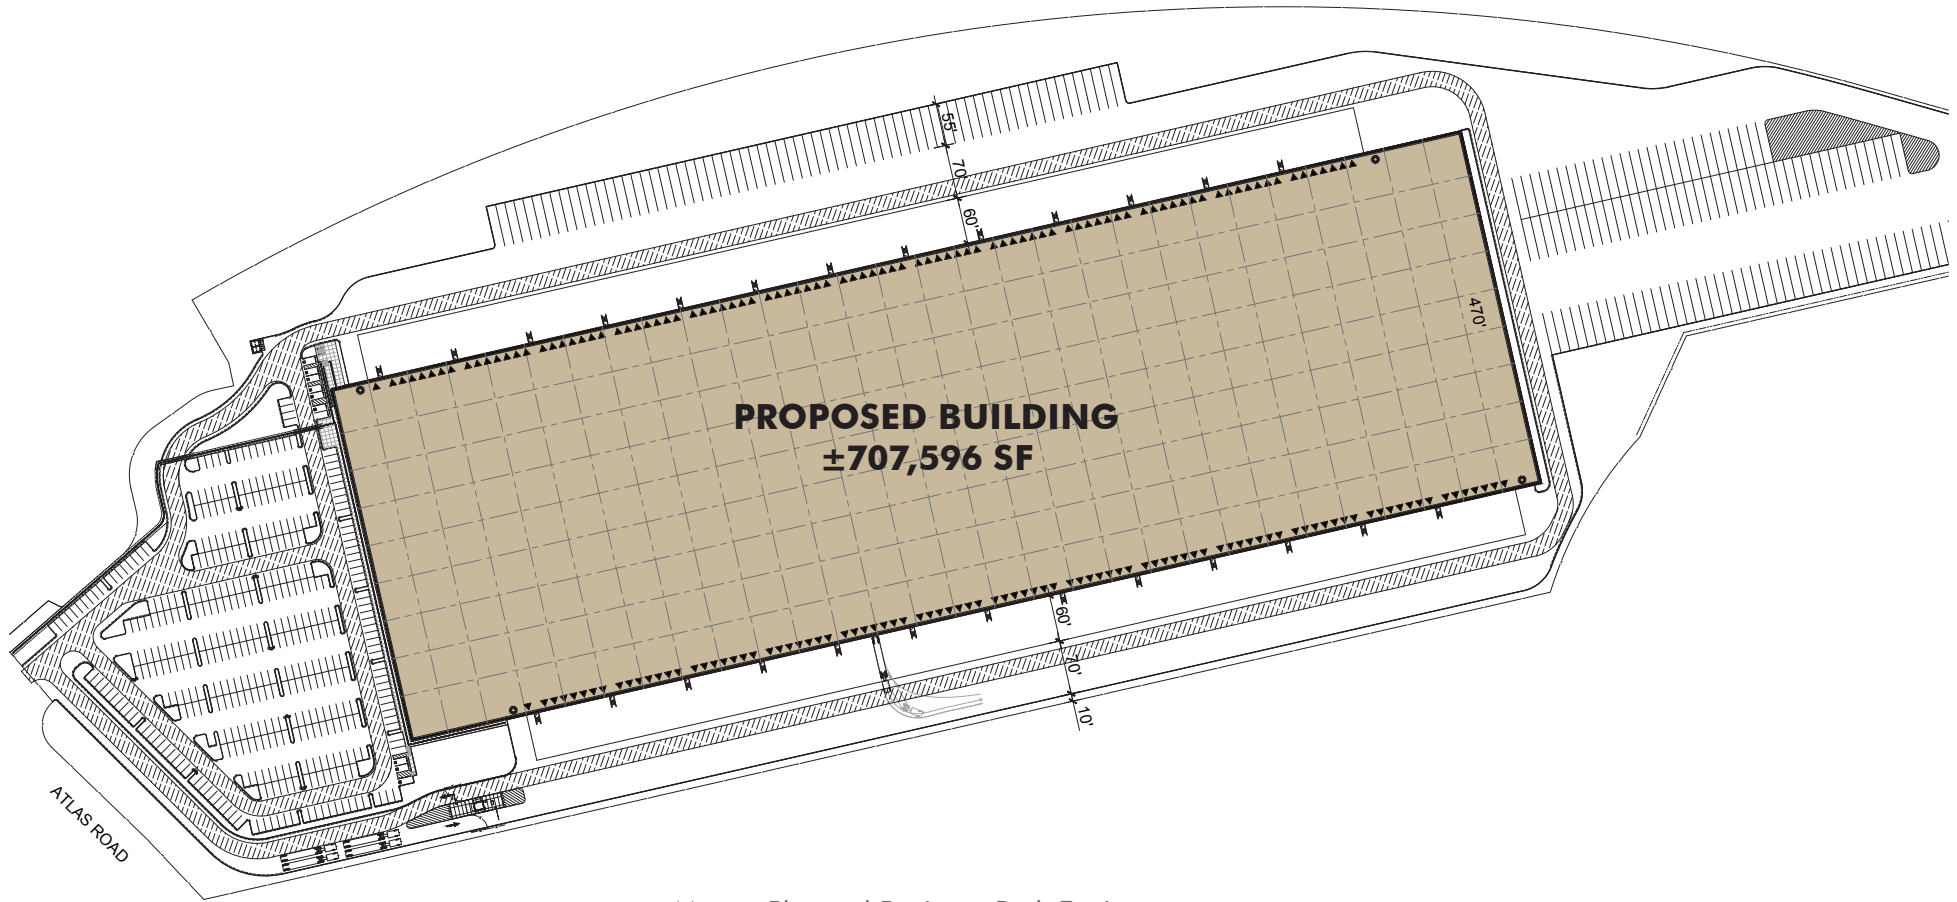 55'
70'
60'
470'
PROPOSED BUILDING
±707,596 SF
60'
70'
10'
ATLAS ROAD